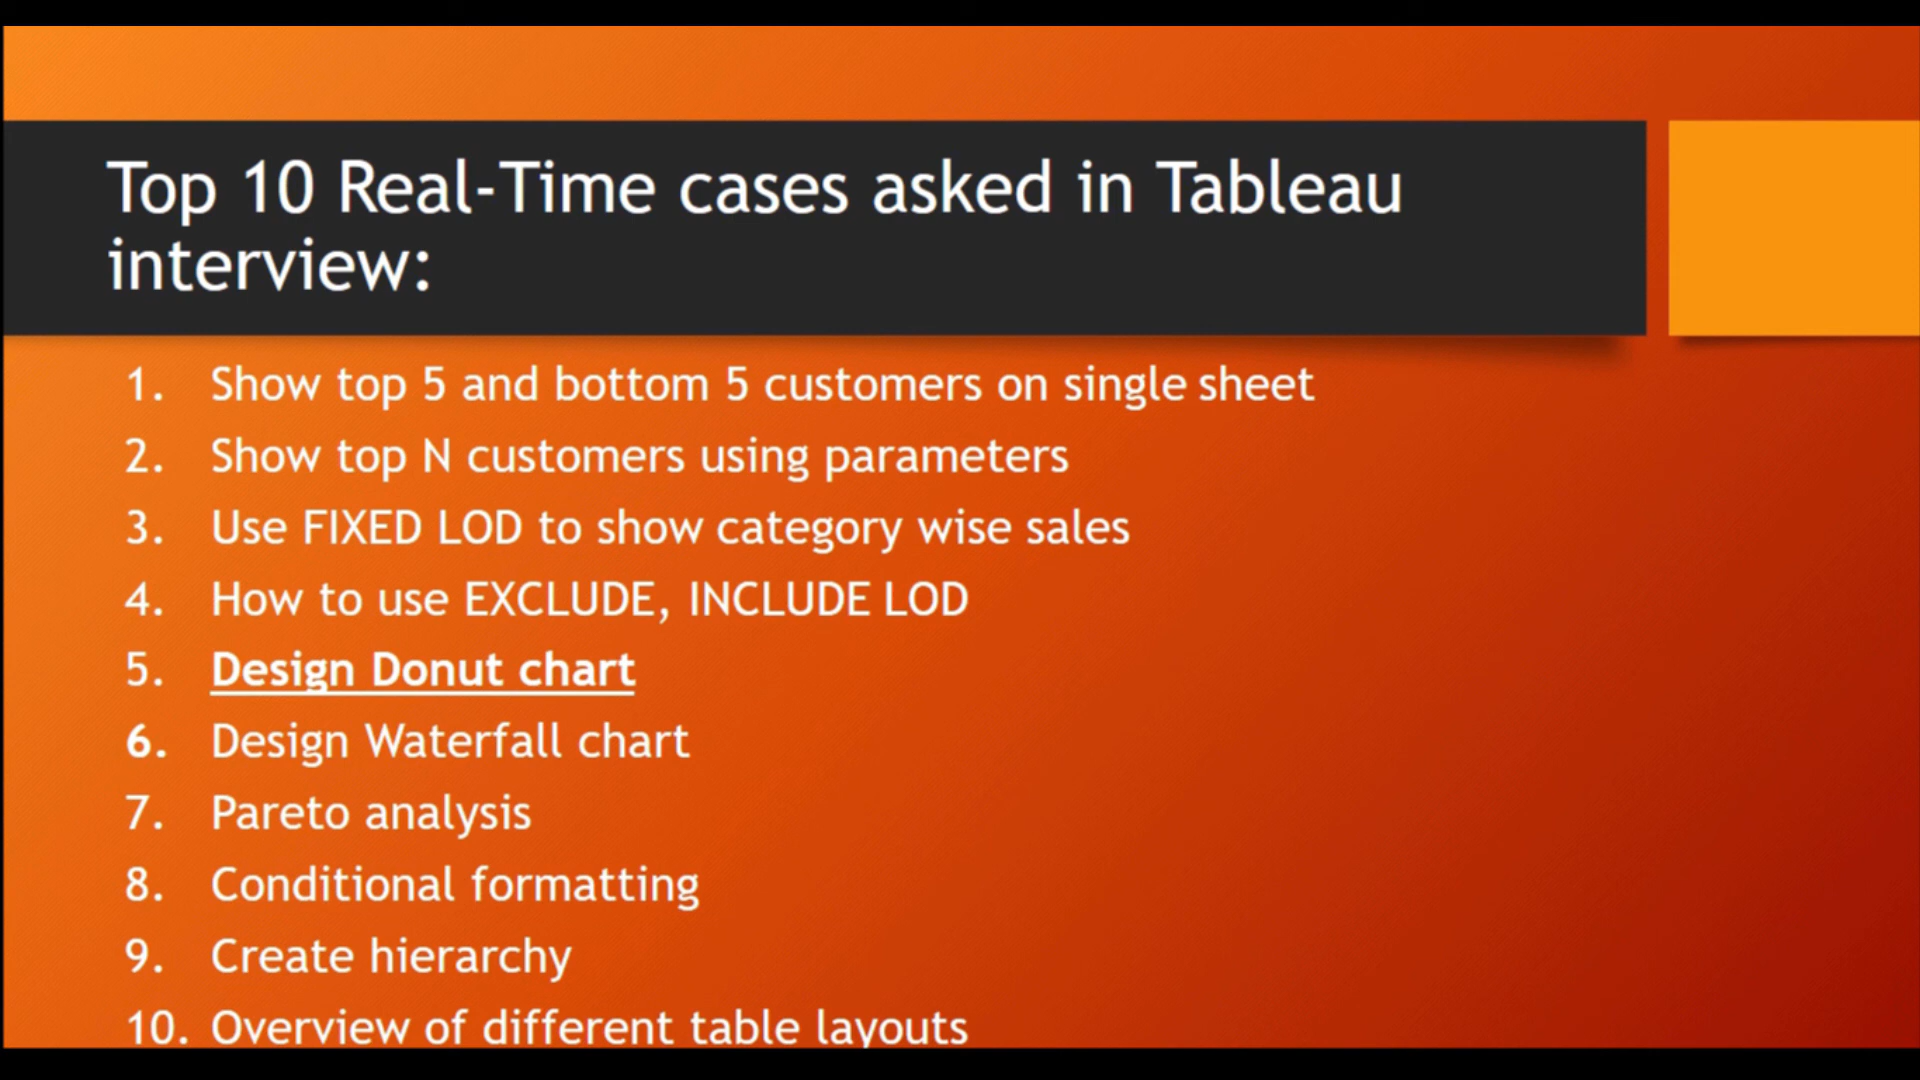 Top 10 Real-Time cases asked in Tableau
interview:
1. Show top 5 and bottom 5 customers on single sheet
2. Show top N customers using parameters
3. Use FIXED LOD to show category wise sales
4. How to use EXCLUDE, INCLUDE LOD
5. Design Donut chart
6. Design Waterfall chart
7. Pareto analysis
8. Conditional formatting
9. Create hierarchy
10. Overview of different table layouts